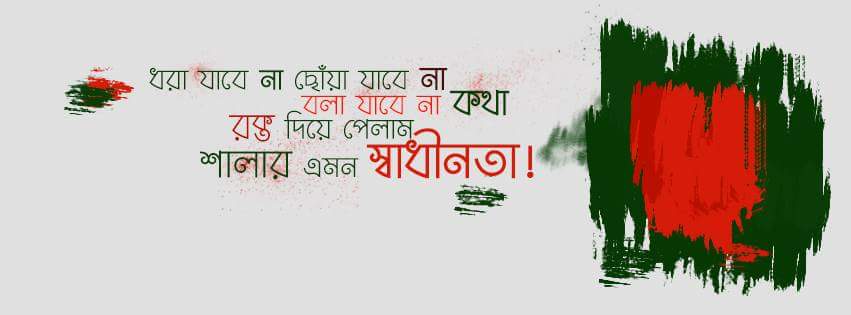 ধরা যাবে না ছোঁয়া যাবে না
বলা যাবে না কথা
রক্ত দিয়ে পেলাম
শালার এমন স্বাধীনতা!